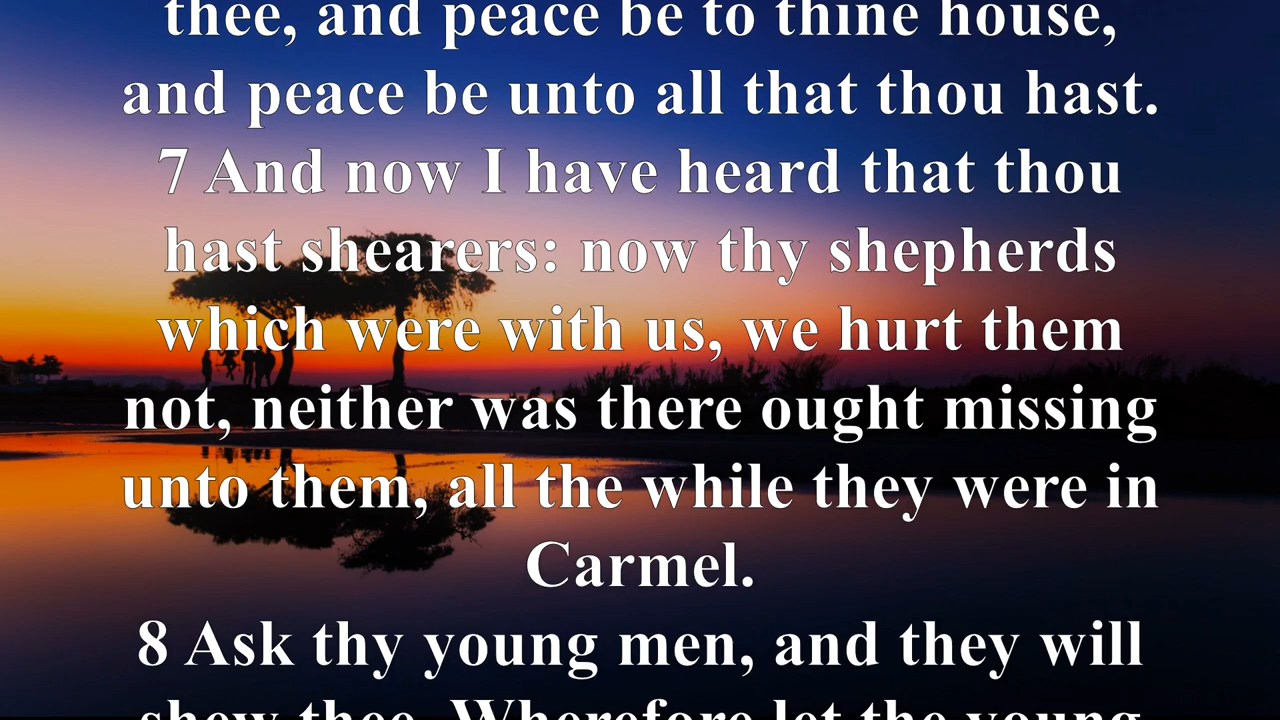 thee, and peace be to thine house,
and peace be unto all that thou hast.
7 And now I have heard that thou
hast shearers: now thy shepherds
which were with us, we hurt them
not, neither was there ought missing
unto them, all the while they were in
Carmel.
8 Ask thy young men, and they will
shew thee. Wherefore let the young